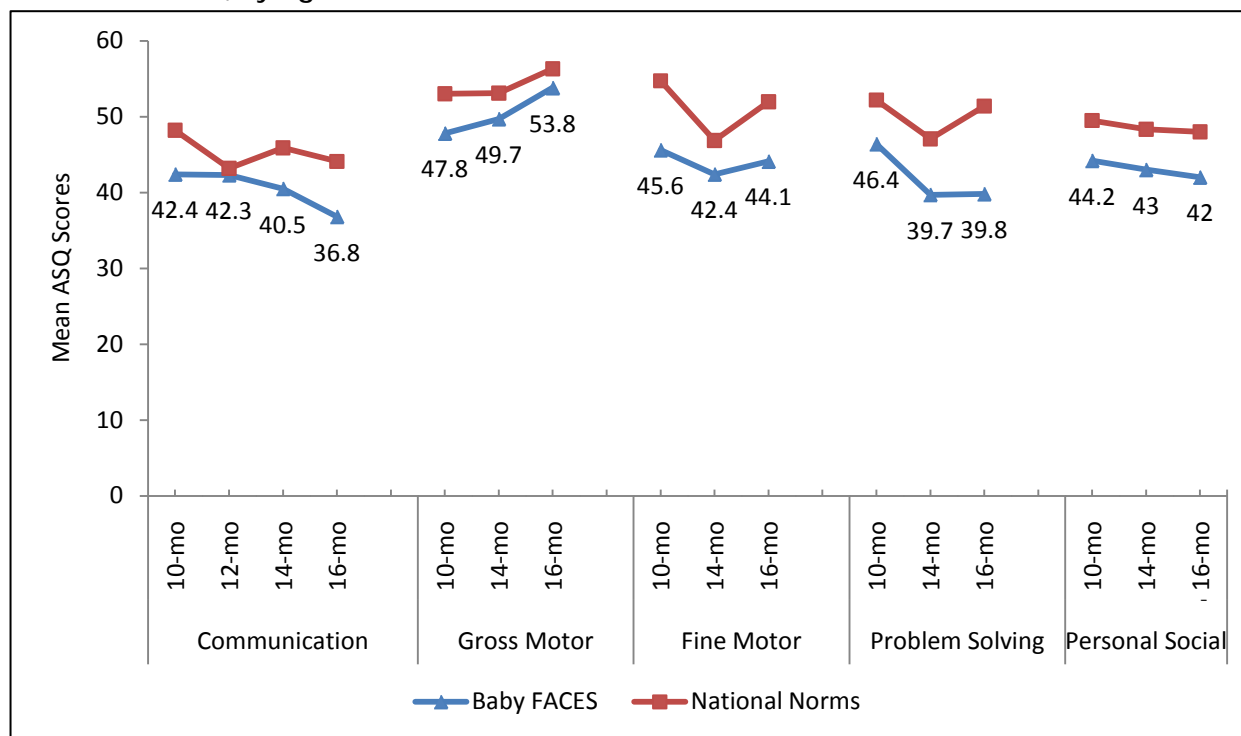 60
50
40
30
20
10
0
Mean ASQ Scores
42.4 42.3 40.5 36.8
47.8 49.7 53.8
45.6 42.4 44.1
46.4 39.7 39.8
44.2 43 42
10-mo 12-mo 14-mo 16-mo 10-mo 14-mo 16-mo 10-mo 14-mo 16-mo 10-mo 14-mo 16-mo 10-mo 14-mo 16-mo
Communication Gross Motor Fine Motor Problem Solving Personal Social
Baby FACES National Norms